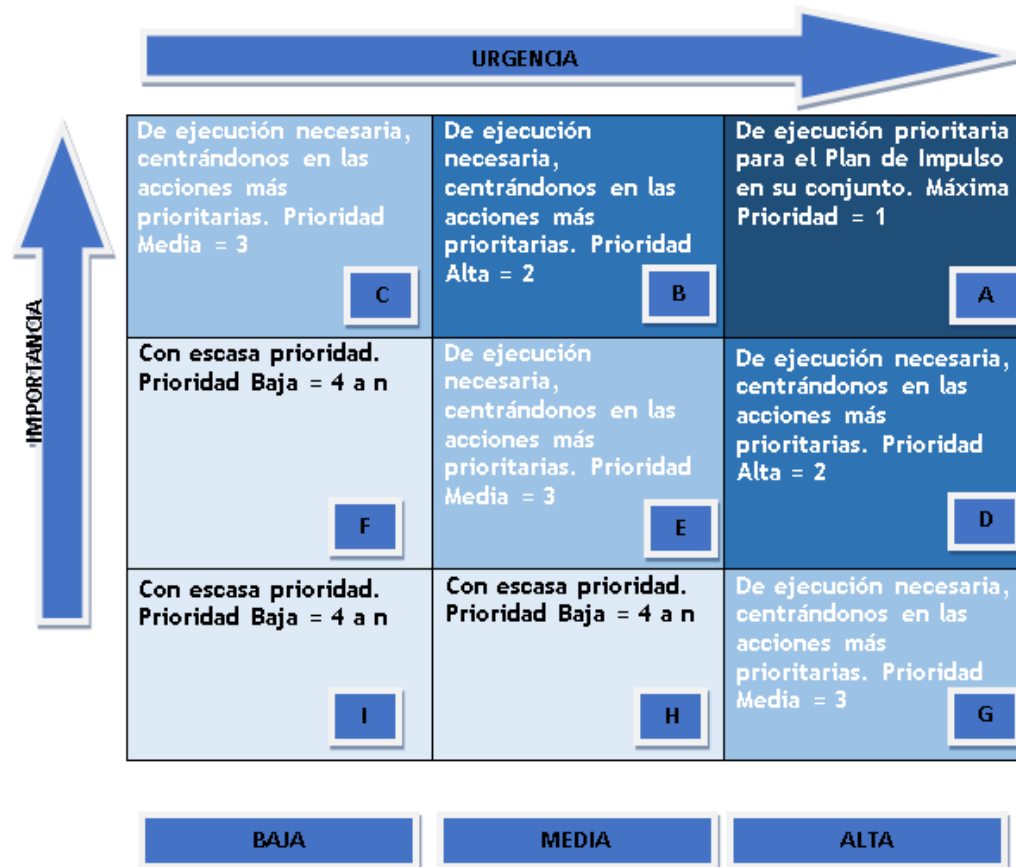 URGENCIA
IMPORTANCIA
De ejecución necesaria,
centrándonos en las
acciones más
prioritarias. Prioridad
Media = 3
C
De ejecución
necesaria,
centrándonos en las
acciones más
prioritarias. Prioridad
Alta = 2
B
De ejecución prioritaria
para el Plan de Impulso
en su conjunto. Máxima
Prioridad = 1
A
Con escasa prioridad.
Prioridad Baja = 4 a n
F
De ejecución
necesaria,
centrándonos en las
acciones más
prioritarias. Prioridad
Media = 3
E
De ejecución necesaria,
centrándonos en las
acciones más
prioritarias. Prioridad
Alta = 2
D
Con escasa prioridad.
Prioridad Baja = 4 a n
I
Con escasa prioridad.
Prioridad Baja = 4 a n
H
De ejecución necesaria,
centrándonos en las
acciones más
prioritarias. Prioridad
Media = 3
G
BAJA
MEDIA
ALTA